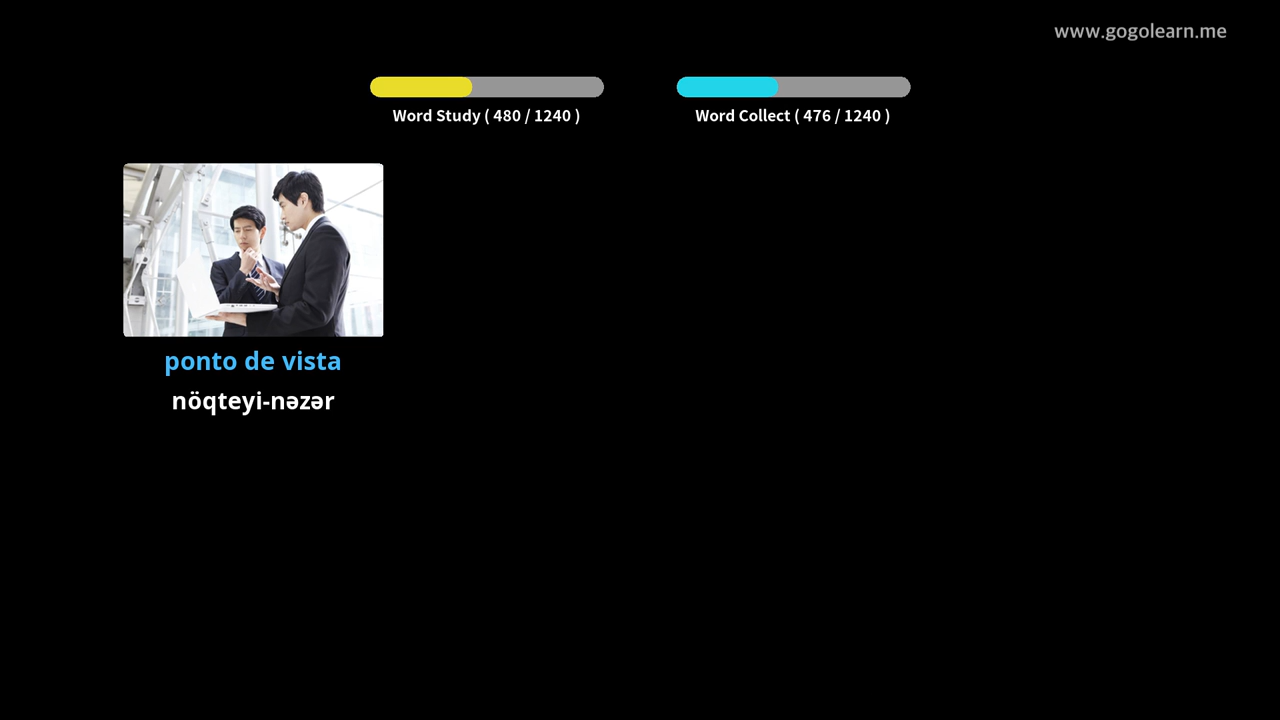 www.gogolearn.me
Word Study ( 480 / 1240 )
Word Collect ( 476 / 1240 )
ponto de vista
nöqteyi-nəzər